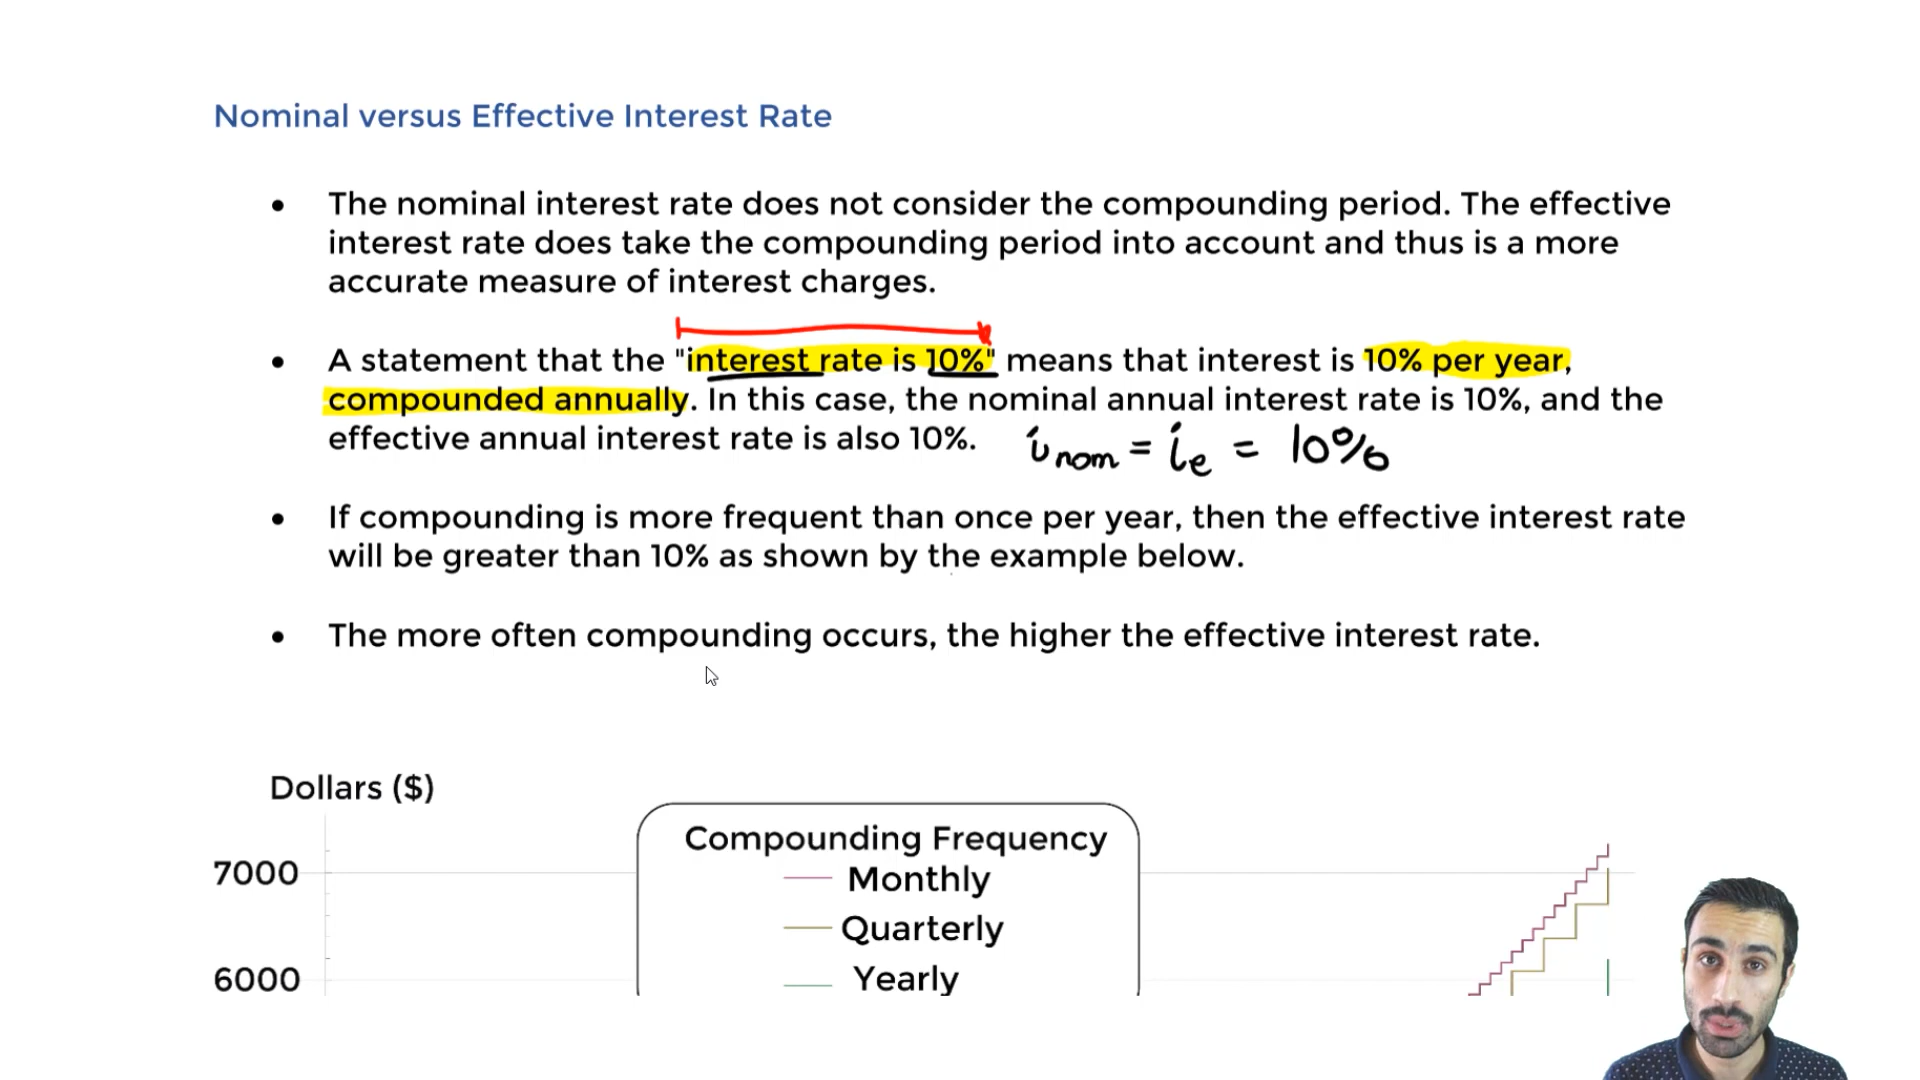 Nominal versus Effective Interest Rate
• The nominal interest rate does not consider the compounding period. The effective
interest rate does take the compounding period into account and thus is a more
accurate measure of interest charges.
• A statement that the "interest rate is 10%" means that interest is 10% per year,
compounded annually. In this case, the nominal annual interest rate is 10%, and the
effective annual interest rate is also 10%. i nom = i e = 10%
• If compounding is more frequent than once per year, then the effective interest rate
will be greater than 10% as shown by the example below.
• The more often compounding occurs, the higher the effective interest rate.
Dollars ($)
Compounding Frequency
7000
Monthly
Quarterly
6000
Yearly